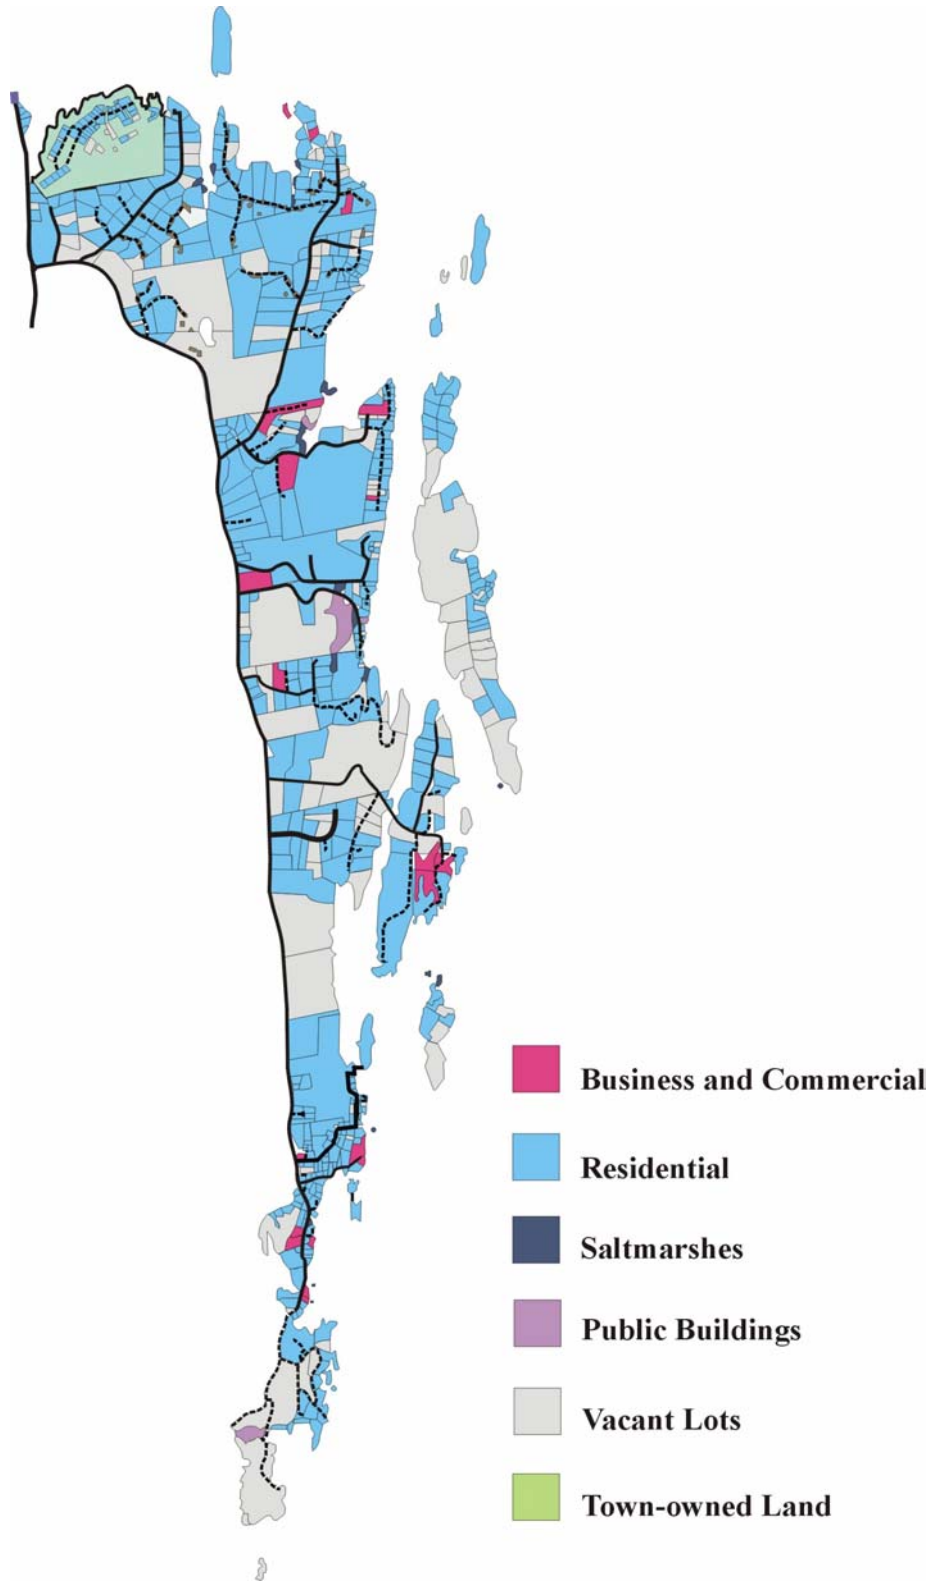 Business and Commercial
Residential
Saltmarshes
Public Buildings
Vacant Lots
Town-owned Land